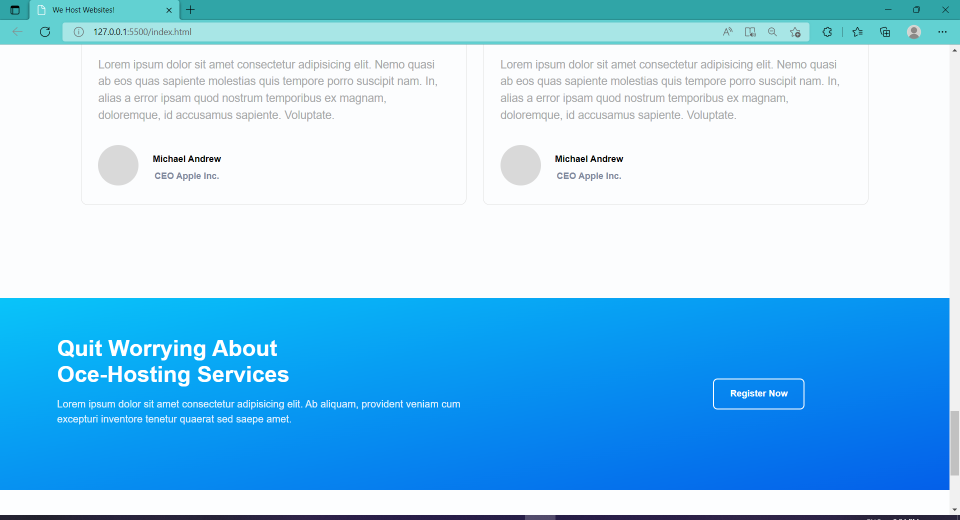 We Host Websites!
127.0.0.1:5500/index.html
Lorem ipsum dolor sit amet consectetur adipisicing elit. Nemo quasi
ab eos quas sapiente molestias quis tempore porro suscipit nam. In,
alias a error ipsam quod nostrum temporibus ex magnam,
doloremque, id accusamus sapiente. Voluptate.
Michael Andrew
CEO Apple Inc.
Lorem ipsum dolor sit amet consectetur adipisicing elit. Nemo quasi
ab eos quas sapiente molestias quis tempore porro suscipit nam. In,
alias a error ipsam quod nostrum temporibus ex magnam,
doloremque, id accusamus sapiente. Voluptate.
Michael Andrew
CEO Apple Inc.
Quit Worrying About
Oce-Hosting Services
Lorem ipsum dolor sit amet consectetur adipisicing elit. Ab aliquam, provident veniam cum
excepturi inventore tenetur quaerat sed saepe amet.
Register Now